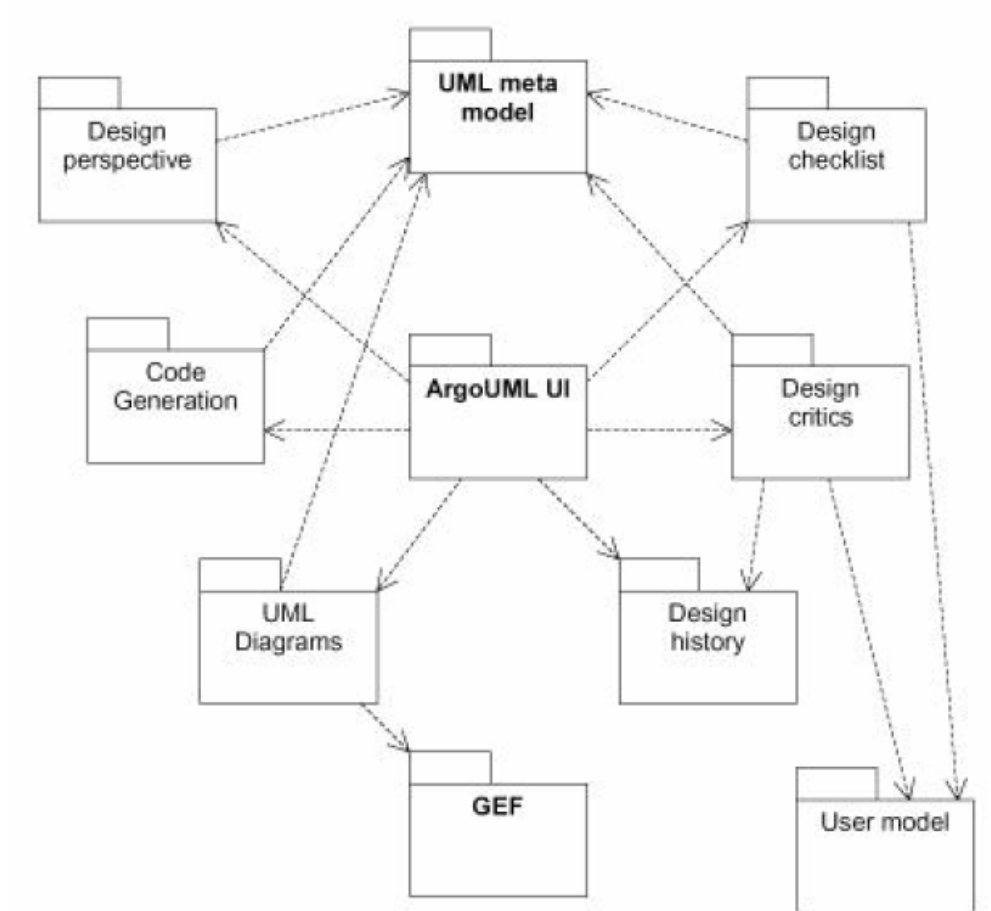 UML meta
model
Design
perspective
Design
checklist
Code
Generation
ArgoUML UI
Design
critics
UML
Diagrams
Design
history
GEF
User model